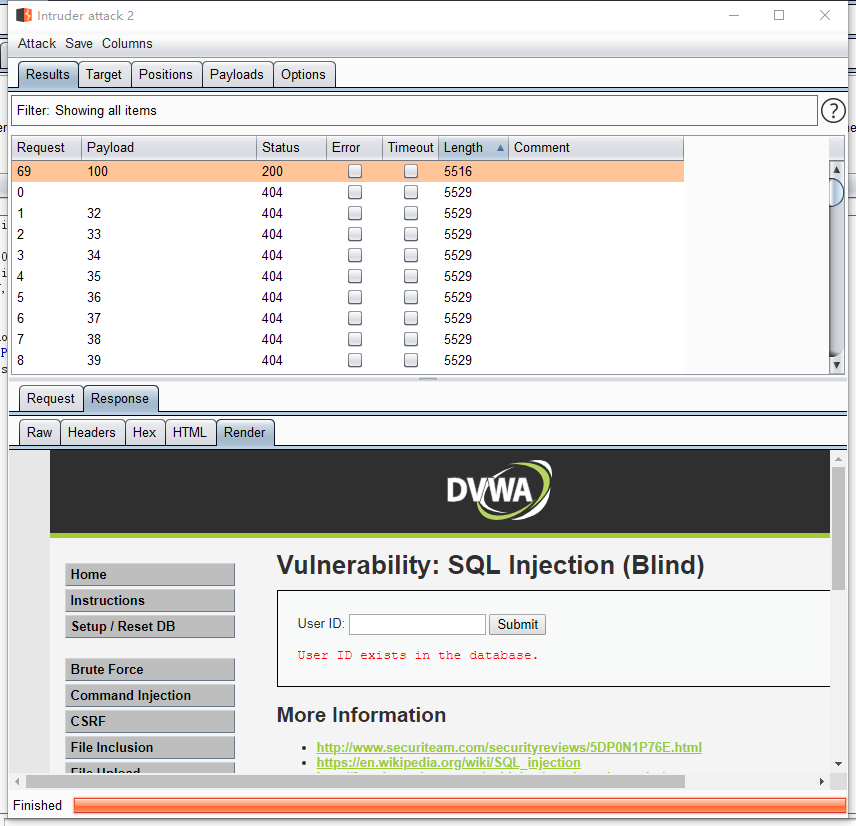 Intruder attack 2
Attack Save Columns
Results Target Positions Payloads Options
Filter: Showing all items
?
Request Payload Status Error Timeout Length Comment
69 100 200 5516
0 404 5529
1 32 404 5529
2 33 404 5529
3 34 404 5529
4 35 404 5529
5 36 404 5529
6 37 404 5529
7 38 404 5529
8 39 404 5529
Request Response
Raw Headers Hex HTML Render
DVWA
Vulnerability: SQL Injection (Blind)
Home
Instructions
Setup / Reset DB
Brute Force
Command Injection
CSRF
File Inclusion
File Upload
User ID: Submit
User ID exists in the database.
More Information
http://www.securiteam.com/securityreviews/5DP0N1P76E.html
https://en.wikipedia.org/wiki/SQL_injection
Finished